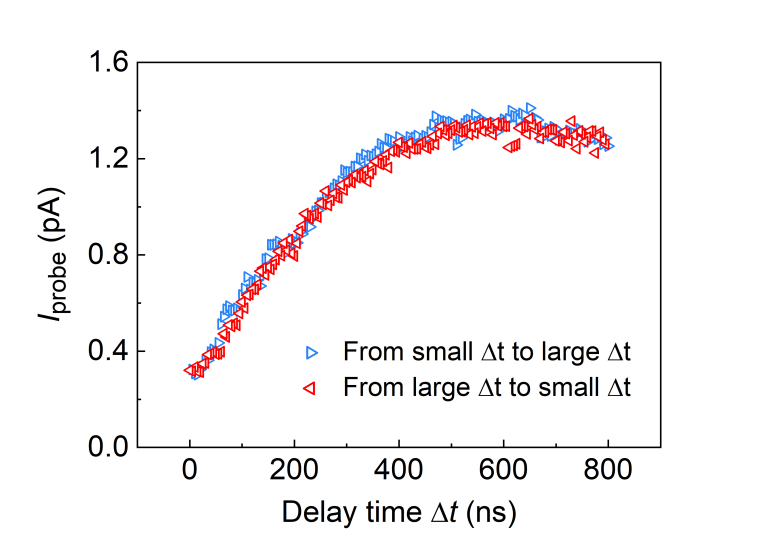 1.6
1.2
0.8
0.4
0.0
Iprobe (pA)
From small Δt to large Δt
From large Δt to small Δt
0 200 400 600 800
Delay time Δt (ns)